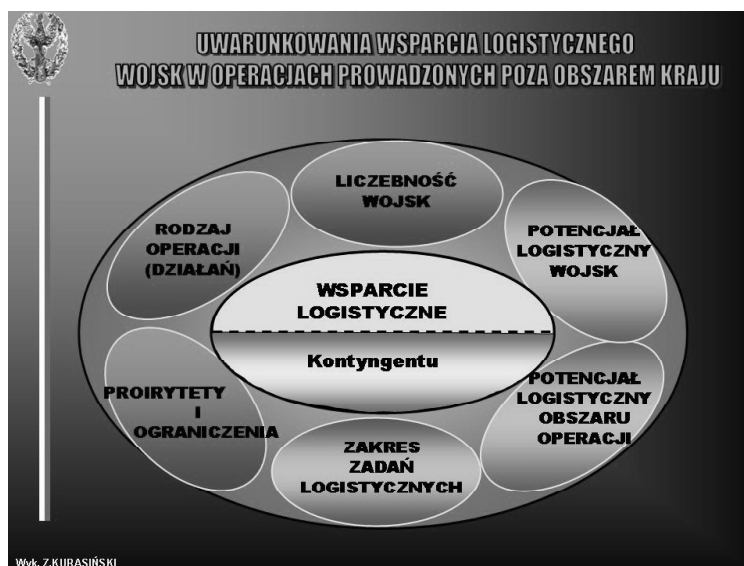 UWARUNKOWANIA WSPARCIA LOGISTYCZNEGO
WOJSK W OPERACJACH PROWADZONYCH POZA OBSZAREM KRAJU
LICZEBNOŚĆ
WOJSK
RODZAJ
OPERACJI
(DZIAŁAŃ)
POTENCJAŁ
LOGISTYCZNY
WOJSK
WSPARCIE
LOGISTYCZNE
Kontyngentu
PROIRYTETY
I
OGRANICZENIA
POTENCJAŁ
LOGISTYCZNY
OBSZARU
OPERACJI
ZAKRES
ZADAŃ
LOGISTYCZNYCH
Wyk. Z.KURASIŃSKI